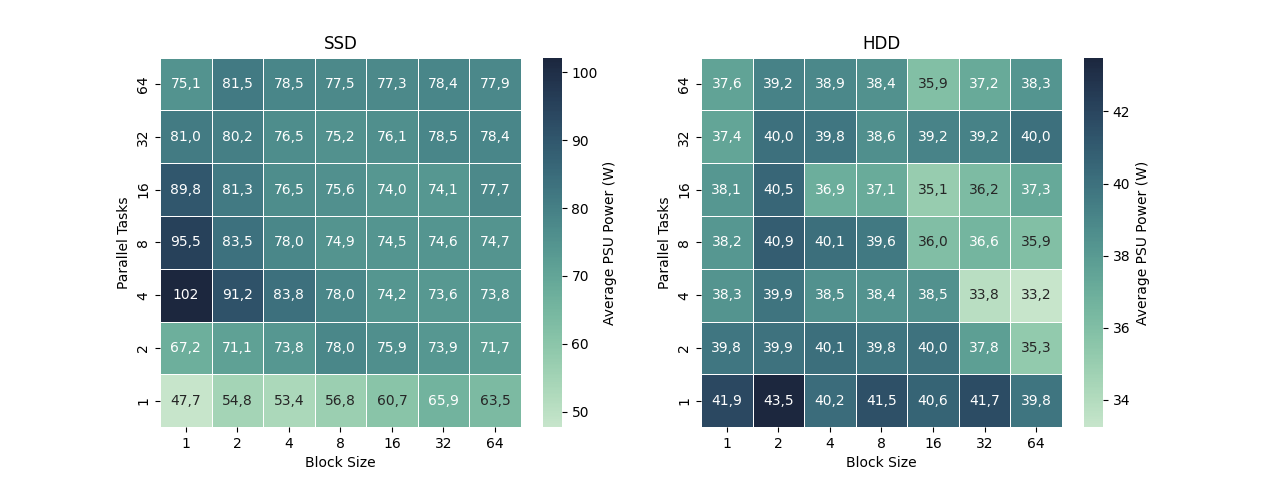 SSD
HDD
64 75,1 81,5 78,5 77,5 77,3 78,4 77,9
32 81,0 80,2 76,5 75,2 76,1 78,5 78,4
16 89,8 81,3 76,5 75,6 74,0 74,1 77,7
8 95,5 83,5 78,0 74,9 74,5 74,6 74,7
4 102 91,2 83,8 78,0 74,2 73,6 73,8
2 67,2 71,1 73,8 78,0 75,9 73,9 71,7
1 47,7 54,8 53,4 56,8 60,7 65,9 63,5
1 2 4 8 16 32 64
Block Size
Parallel Tasks
100
90
80
70
60
50
Average PSU Power (W)
64 37,6 39,2 38,9 38,4 35,9 37,2 38,3
32 37,4 40,0 39,8 38,6 39,2 39,2 40,0
16 38,1 40,5 36,9 37,1 35,1 36,2 37,3
8 38,2 40,9 40,1 39,6 36,0 36,6 35,9
4 38,3 39,9 38,5 38,4 38,5 33,8 33,2
2 39,8 39,9 40,1 39,8 40,0 37,8 35,3
1 41,9 43,5 40,2 41,5 40,6 41,7 39,8
1 2 4 8 16 32 64
Block Size
Parallel Tasks
42
40
38
36
34
Average PSU Power (W)